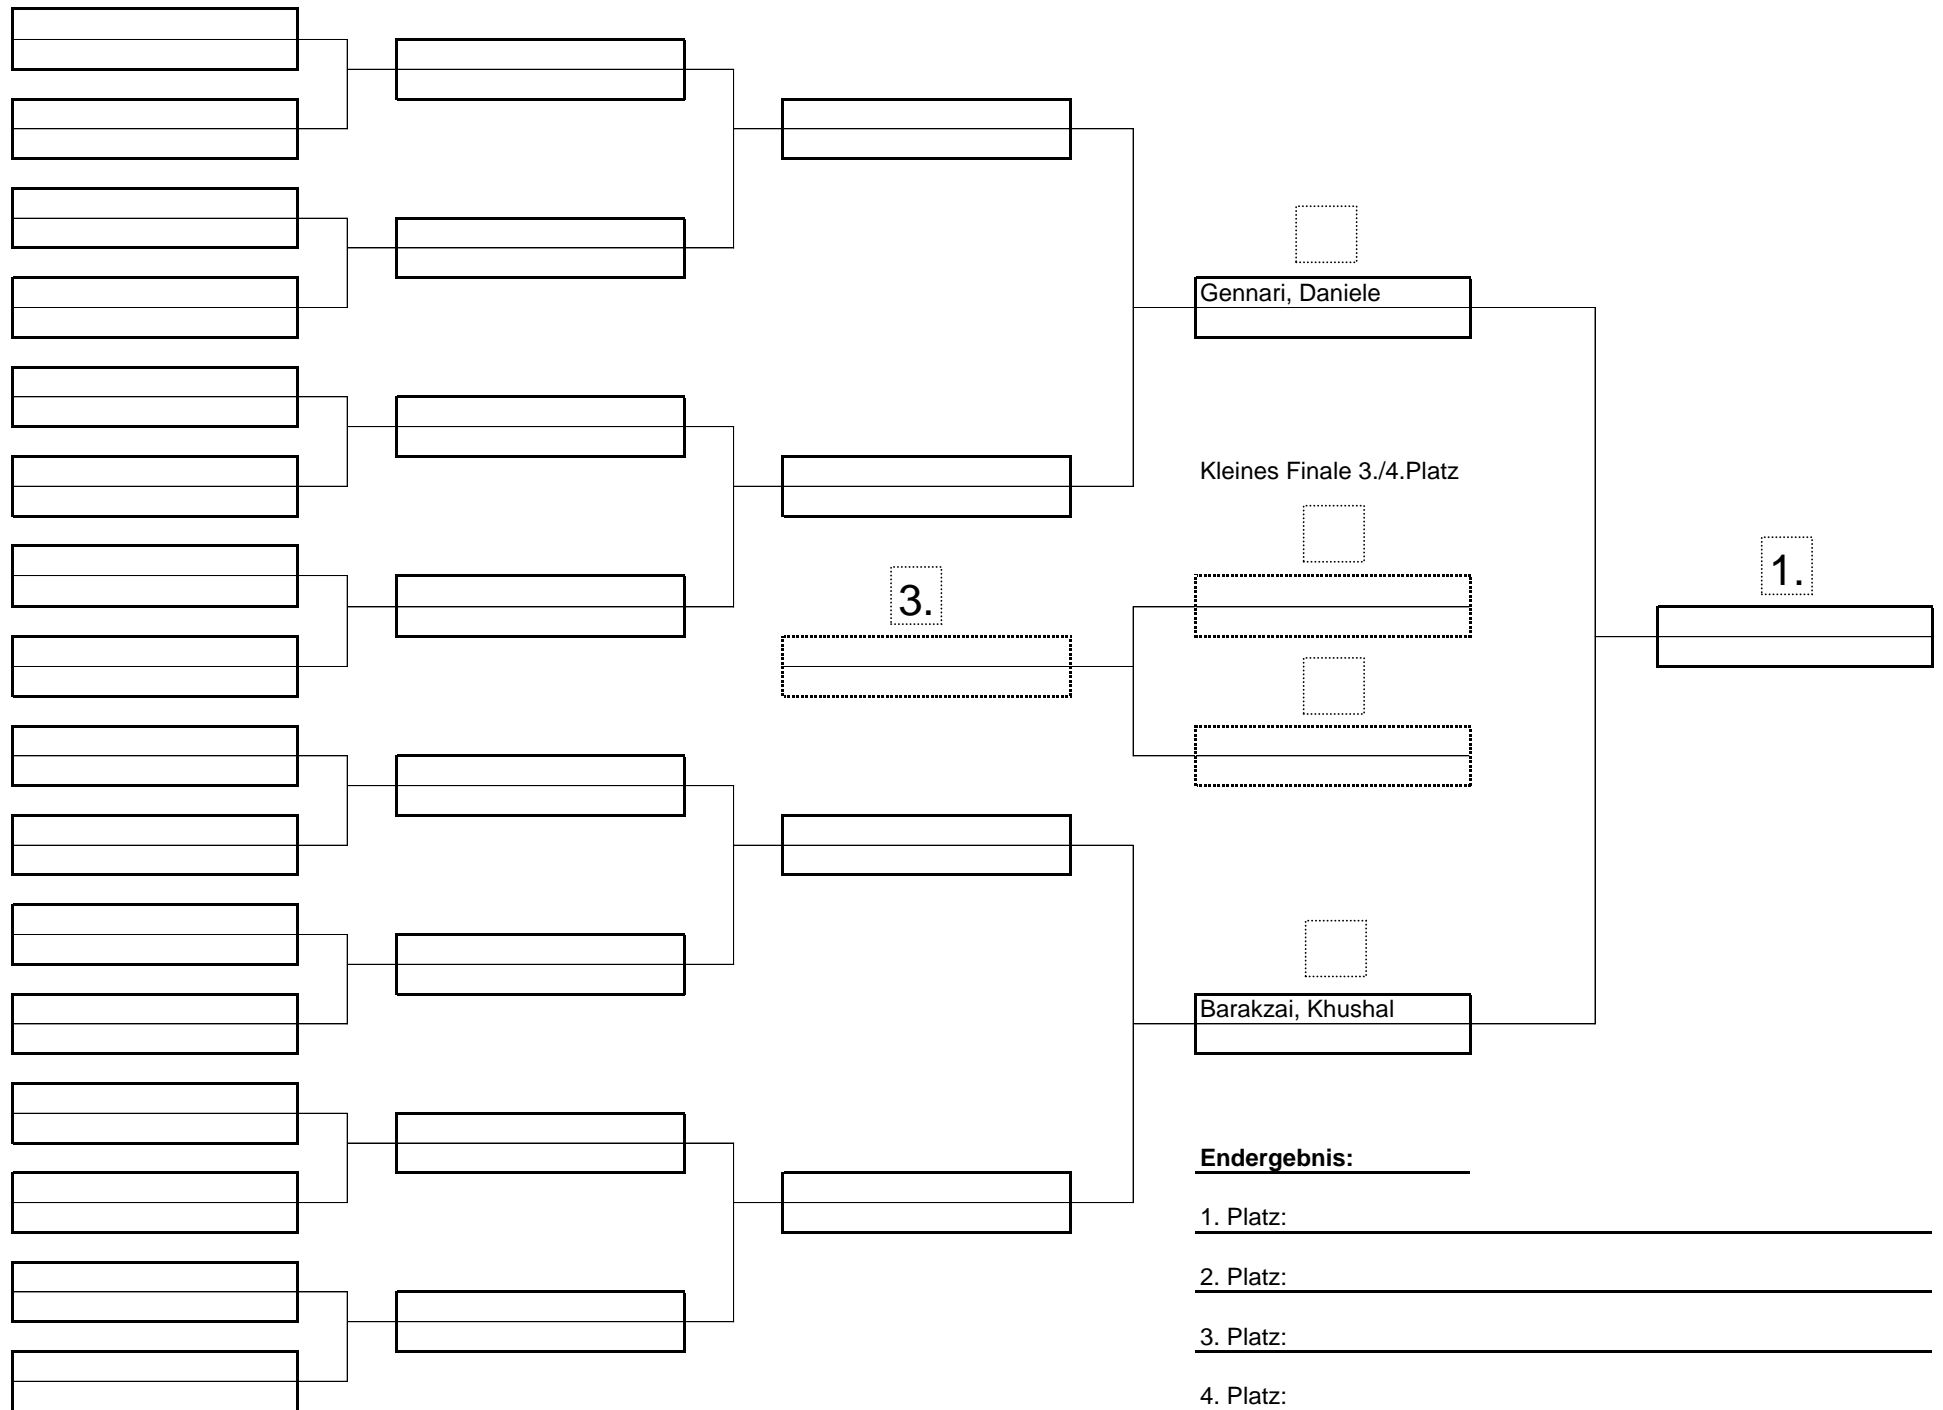 Gennari, Daniele
Kleines Finale 3./4.Platz
3.
1.
Barakzai, Khushal
Endergebnis:
1. Platz:
2. Platz:
3. Platz:
4. Platz: